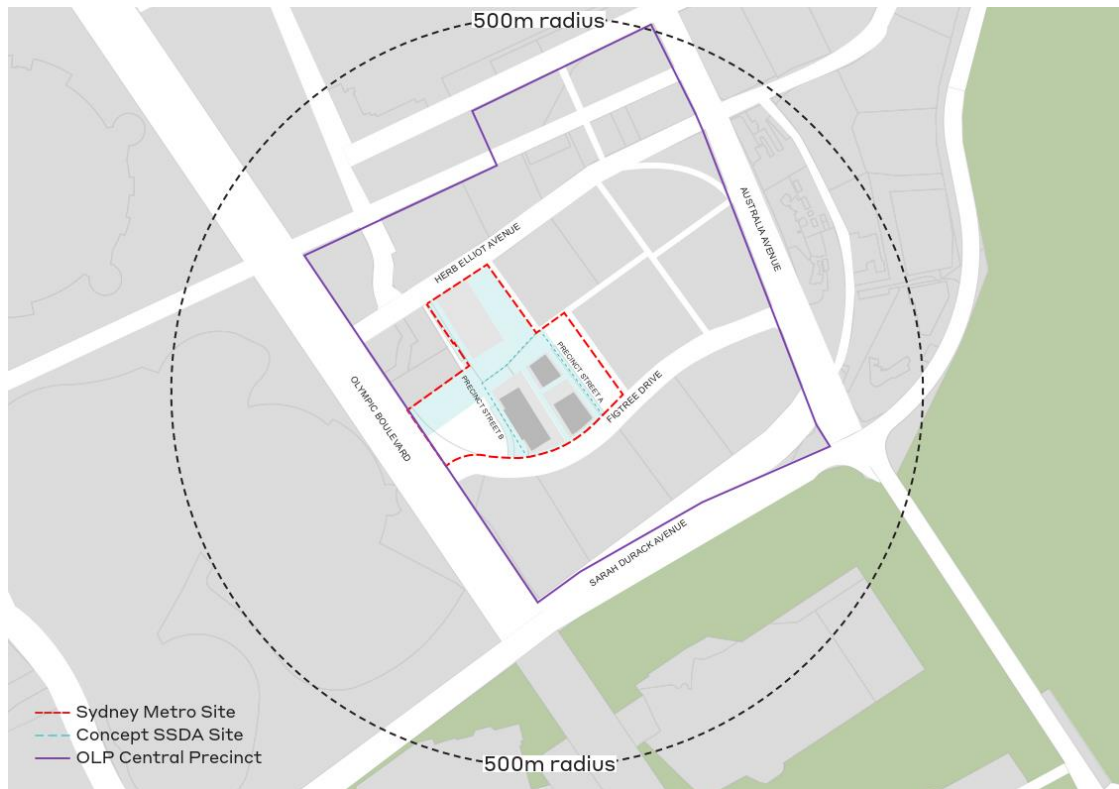 500m radius
HERB ELLIOT AVENUE
AUSTRALIA AVENUE
PRECINCT STREET A
PRECINCT STREET B
OLYMPIC BOULEVARD
FIGTREE DRIVE
SARAH DURACK AVENUE
Sydney Metro Site
Concept SSDA Site
OLP Central Precinct
500m radius